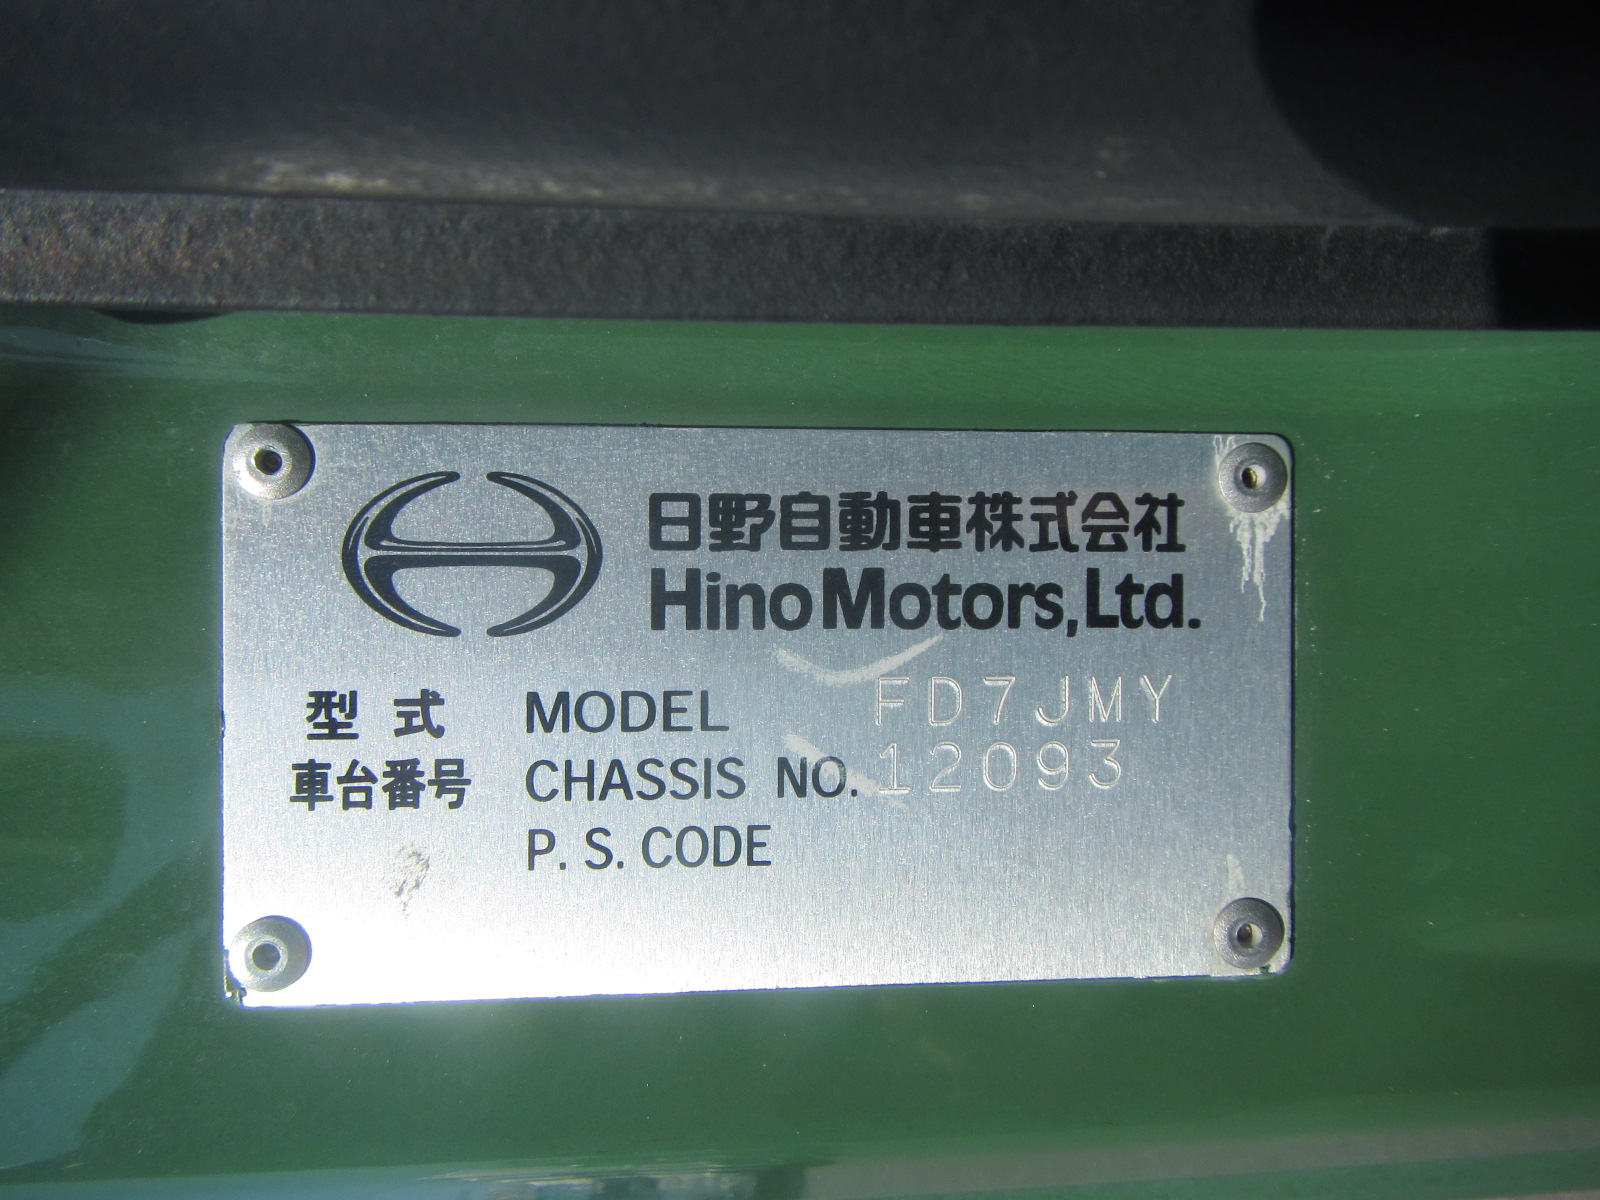 日野自動車株式会社
Hino Motors, Ltd.
型式 MODEL FD7JMY
車台番号 CHASSIS NO. 12093
P. S. CODE